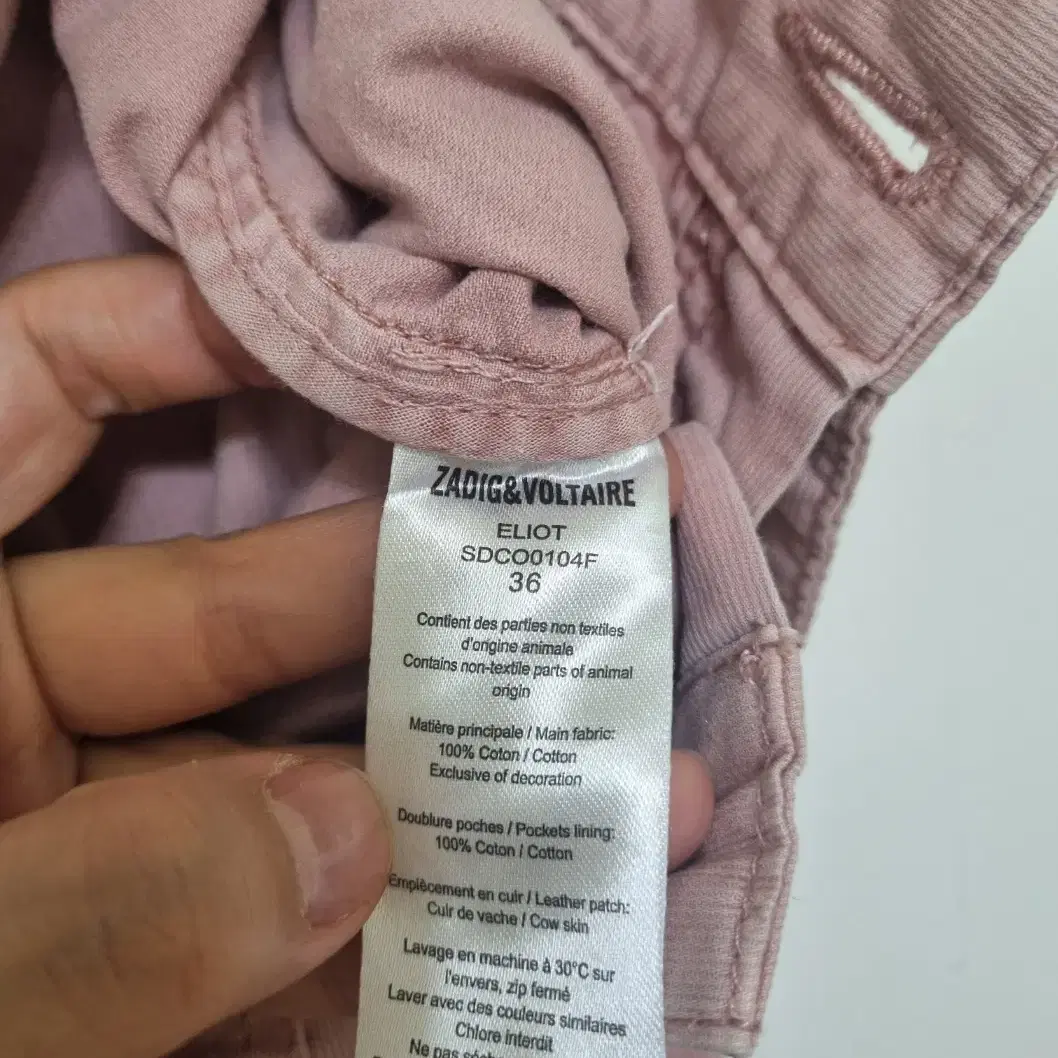 ZADIG&VOLTAIRE
ELIOT
SDCO0104F
36
Contient des parties non textiles
d'origine animale
Contains non-textile parts of animal
origin
Matière principale / Main fabric:
100% Coton / Cotton
Exclusive of decoration
Doublure poches / Pockets lining:
100% Coton / Cotton
Empiècement en cuir / Leather patch:
Cuir de vache / Cow skin
Lavage en machine à 30°C sur
l'envers, zip fermé
Laver avec des couleurs similaires
Chlore interdit
Ne pas